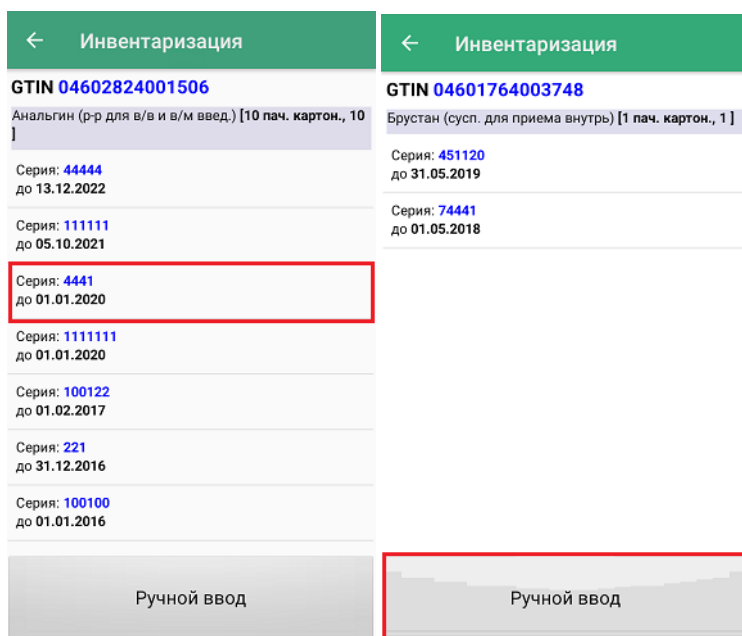 Инвентаризация
GTIN 04602824001506
Анальгин (р-р для в/в и в/м введ.) [10 пач. картон., 10
]
Серия: 44444
до 13.12.2022
Серия: 111111
до 05.10.2021
Серия: 4441
до 01.01.2020
Серия: 1111111
до 01.01.2020
Серия: 100122
до 01.02.2017
Серия: 221
до 31.12.2016
Серия: 100100
до 01.01.2016
Ручной ввод
Инвентаризация
GTIN 04601764003748
Брустан (сусп. для приема внутрь) [1 пач. картон., 1 ]
Серия: 451120
до 31.05.2019
Серия: 74441
до 01.05.2018
Ручной ввод